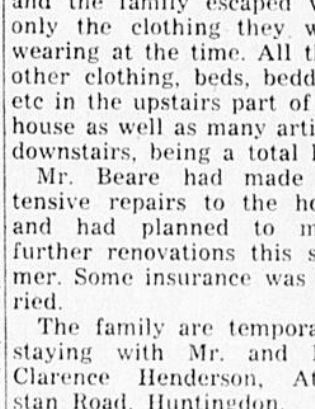 and the family escaped
only the clothing they
wearing at the time. All
other clothing, beds, bedd
etc in the upstairs part of
house as well as many arti
downstairs, being a total
Mr. Beare had made
tensive repairs to the ho
and had planned to m
further renovations this s
mer. Some insurance was
ried.
The family are tempora
staying with Mr. and
Clarence Henderson, At
stan Road, Huntingdon.